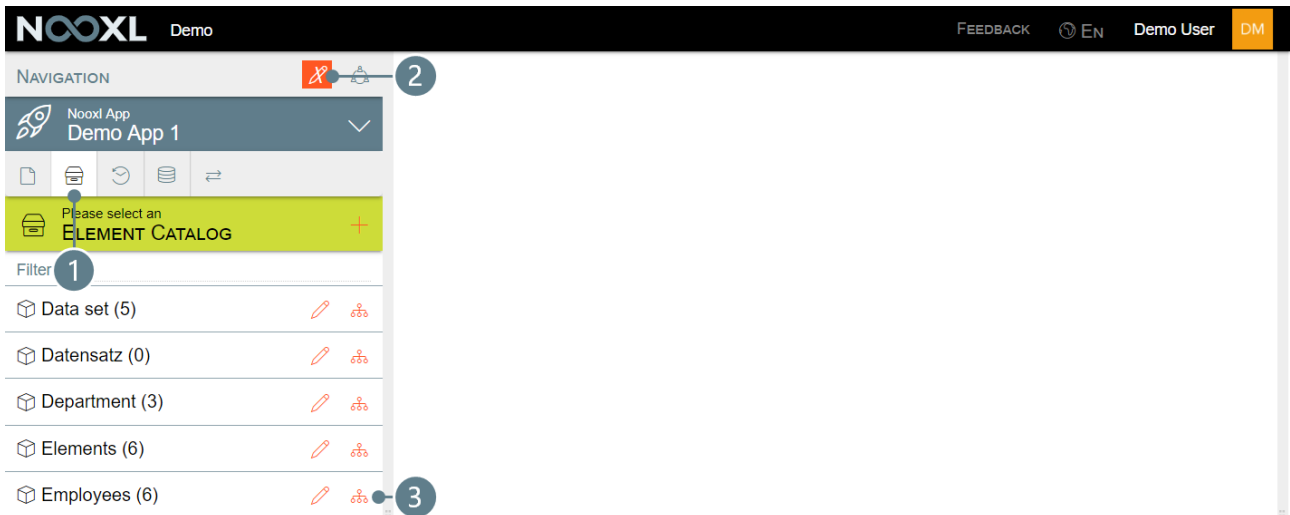 NOOXL Demo FEEDBACK EN Demo User DM
NAVIGATION
2
Nooxl App
Demo App 1
Please select an
ELEMENT CATALOG
Filter
1
Data set (5)
Datensatz (0)
Department (3)
Elements (6)
Employees (6)
3